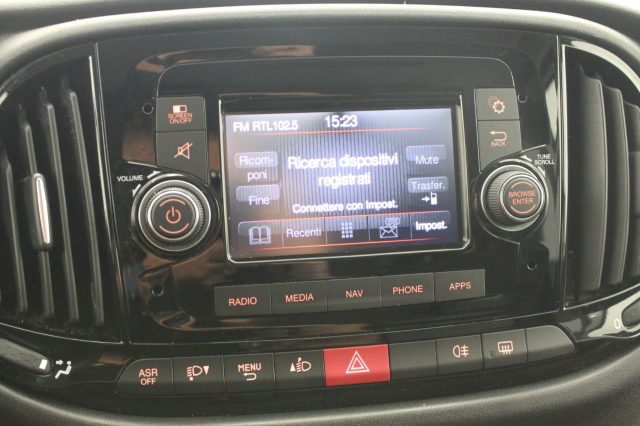 SCREEN
ON/OFF
VOLUME
FM RTL102.5 15:23
Ricom-
poni
Ricerca dispositivi
registrati
Mute
Fine
Connettere con Impost.
Trasfer.
Recenti
Impost.
BACK
TUNE
SCROLL
BROWSE
ENTER
RADIO MEDIA NAV PHONE APPS
ASR
OFF
MENU
0